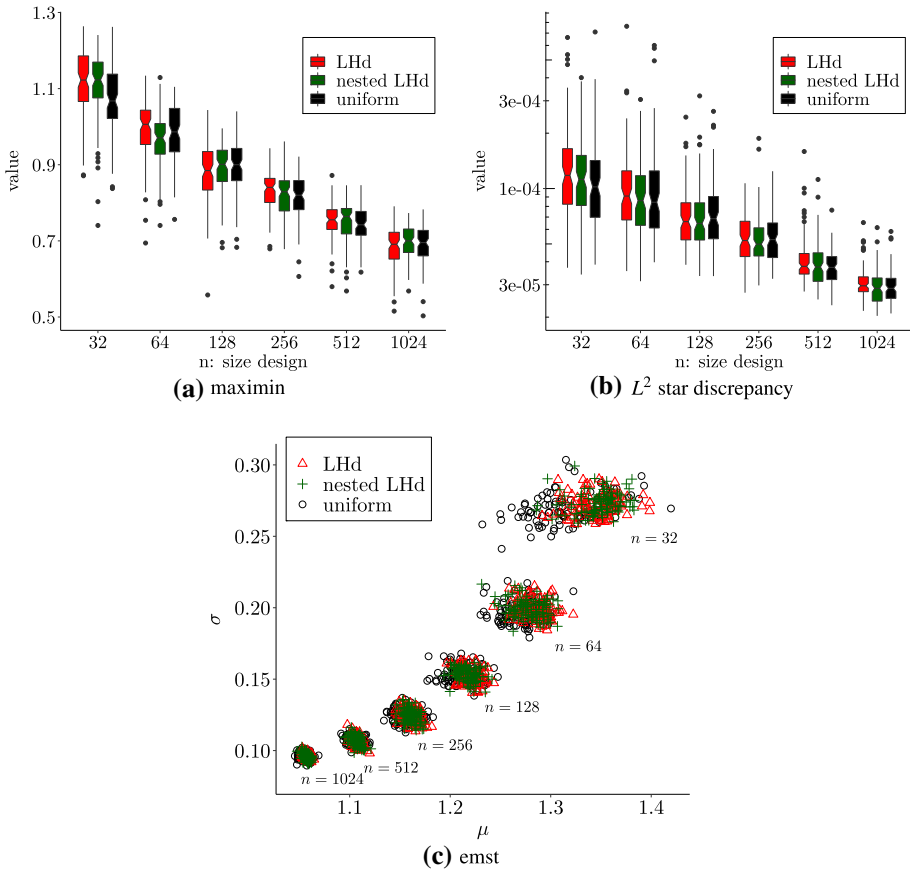 1.3
1.1
0.9
0.7
0.5
value
LHd
nested LHd
uniform
32 64 128 256 512 1024
n: size design
(a) maximin
3e-04
1e-04
3e-05
value
LHd
nested LHd
uniform
32 64 128 256 512 1024
n: size design
(b) L² star discrepancy
LHd
nested LHd
uniform
0.30
0.25
0.20
0.15
0.10
σ
n = 32
n = 64
n = 128
n = 256
n = 512
n = 1024
1.1 1.2 1.3 1.4
μ
(c) emst